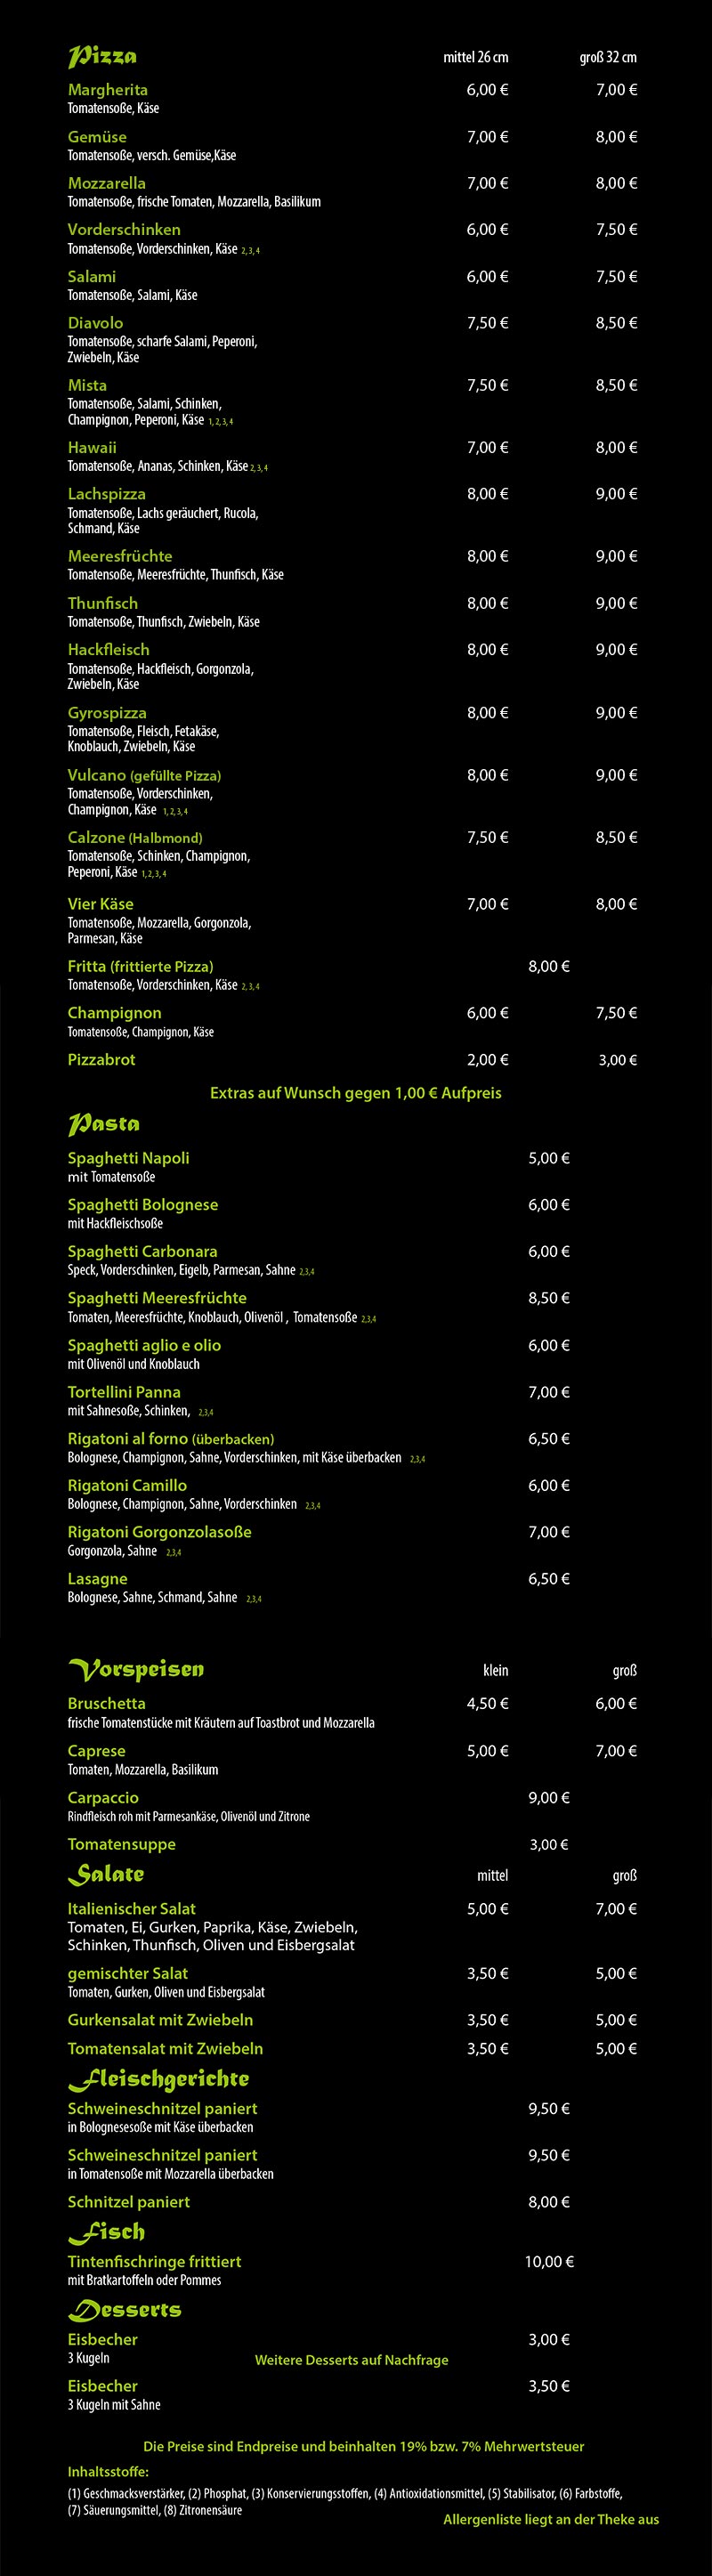 Pizza mittel 26 cm groß 32 cm
Margherita 6,00 € 7,00 €
Tomatensoße, Käse
Gemüse 7,00 € 8,00 €
Tomatensoße, versch. Gemüse,Käse
Mozzarella 7,00 € 8,00 €
Tomatensoße, frische Tomaten, Mozzarella, Basilikum
Vorderschinken 6,00 € 7,50 €
Tomatensoße, Vorderschinken, Käse 2, 3, 4
Salami 6,00 € 7,50 €
Tomatensoße, Salami, Käse
Diavolo 7,50 € 8,50 €
Tomatensoße, scharfe Salami, Peperoni,
Zwiebeln, Käse
Mista 7,50 € 8,50 €
Tomatensoße, Salami, Schinken,
Champignon, Peperoni, Käse 1, 2, 3, 4
Hawaii 7,00 € 8,00 €
Tomatensoße, Ananas, Schinken, Käse 2, 3, 4
Lachspizza 8,00 € 9,00 €
Tomatensoße, Lachs geräuchert, Rucola,
Schmand, Käse
Meeresfrüchte 8,00 € 9,00 €
Tomatensoße, Meeresfrüchte, Thunfisch, Käse
Thunfisch 8,00 € 9,00 €
Tomatensoße, Thunfisch, Zwiebeln, Käse
Hackfleisch 8,00 € 9,00 €
Tomatensoße, Hackfleisch, Gorgonzola,
Zwiebeln, Käse
Gyrospizza 8,00 € 9,00 €
Tomatensoße, Fleisch, Fetakäse,
Knoblauch, Zwiebeln, Käse
Vulcano (gefüllte Pizza) 8,00 € 9,00 €
Tomatensoße, Vorderschinken,
Champignon, Käse 1, 2, 3, 4
Calzone (Halbmond) 7,50 € 8,50 €
Tomatensoße, Schinken, Champignon,
Peperoni, Käse 1, 2, 3, 4
Vier Käse 7,00 € 8,00 €
Tomatensoße, Mozzarella, Gorgonzola,
Parmesan, Käse
Fritta (frittierte Pizza) 8,00 €
Tomatensoße, Vorderschinken, Käse 2, 3, 4
Champignon 6,00 € 7,50 €
Tomatensoße, Champignon, Käse
Pizzabrot 2,00 € 3,00 €
Extras auf Wunsch gegen 1,00 € Aufpreis
Pasta
Spaghetti Napoli 5,00 €
mit Tomatensoße
Spaghetti Bolognese 6,00 €
mit Hackfleischsoße
Spaghetti Carbonara 6,00 €
Speck, Vorderschinken, Eigelb, Parmesan, Sahne 2,3,4
Spaghetti Meeresfrüchte 8,50 €
Tomaten, Meeresfrüchte, Knoblauch, Olivenöl , Tomatensoße 2,3,4
Spaghetti aglio e olio 6,00 €
mit Olivenöl und Knoblauch
Tortellini Panna 7,00 €
mit Sahnesoße, Schinken, 2,3,4
Rigatoni al forno (überbacken) 6,50 €
Bolognese, Champignon, Sahne, Vorderschinken, mit Käse überbacken 2,3,4
Rigatoni Camillo 6,00 €
Bolognese, Champignon, Sahne, Vorderschinken 2,3,4
Rigatoni Gorgonzolasoße 7,00 €
Gorgonzola, Sahne 2,3,4
Lasagne 6,50 €
Bolognese, Sahne, Schmand, Sahne 2,3,4
Vorspeisen klein groß
Bruschetta 4,50 € 6,00 €
frische Tomatenstücke mit Kräutern auf Toastbrot und Mozzarella
Caprese 5,00 € 7,00 €
Tomaten, Mozzarella, Basilikum
Carpaccio 9,00 €
Rindfleisch roh mit Parmesankäse, Olivenöl und Zitrone
Tomatensuppe 3,00 €
Salate mittel groß
Italienischer Salat 5,00 € 7,00 €
Tomaten, Ei, Gurken, Paprika, Käse, Zwiebeln,
Schinken, Thunfisch, Oliven und Eisbergsalat
gemischter Salat 3,50 € 5,00 €
Tomaten, Gurken, Oliven und Eisbergsalat
Gurkensalat mit Zwiebeln 3,50 € 5,00 €
Tomatensalat mit Zwiebeln 3,50 € 5,00 €
Fleischgerichte
Schweineschnitzel paniert 9,50 €
in Bolognesesoße mit Käse überbacken
Schweineschnitzel paniert 9,50 €
in Tomatensoße mit Mozzarella überbacken
Schnitzel paniert 8,00 €
Fisch
Tintenfischringe frittiert 10,00 €
mit Bratkartoffeln oder Pommes
Desserts
Eisbecher 3,00 €
3 Kugeln Weitere Desserts auf Nachfrage
Eisbecher 3,50 €
3 Kugeln mit Sahne
Die Preise sind Endpreise und beinhalten 19% bzw. 7% Mehrwertsteuer
Inhaltsstoffe:
(1) Geschmacksverstärker, (2) Phosphat, (3) Konservierungsstoffen, (4) Antioxidationsmittel, (5) Stabilisator, (6) Farbstoffe,
(7) Säuerungsmittel, (8) Zitronensäure
Allergenliste liegt an der Theke aus